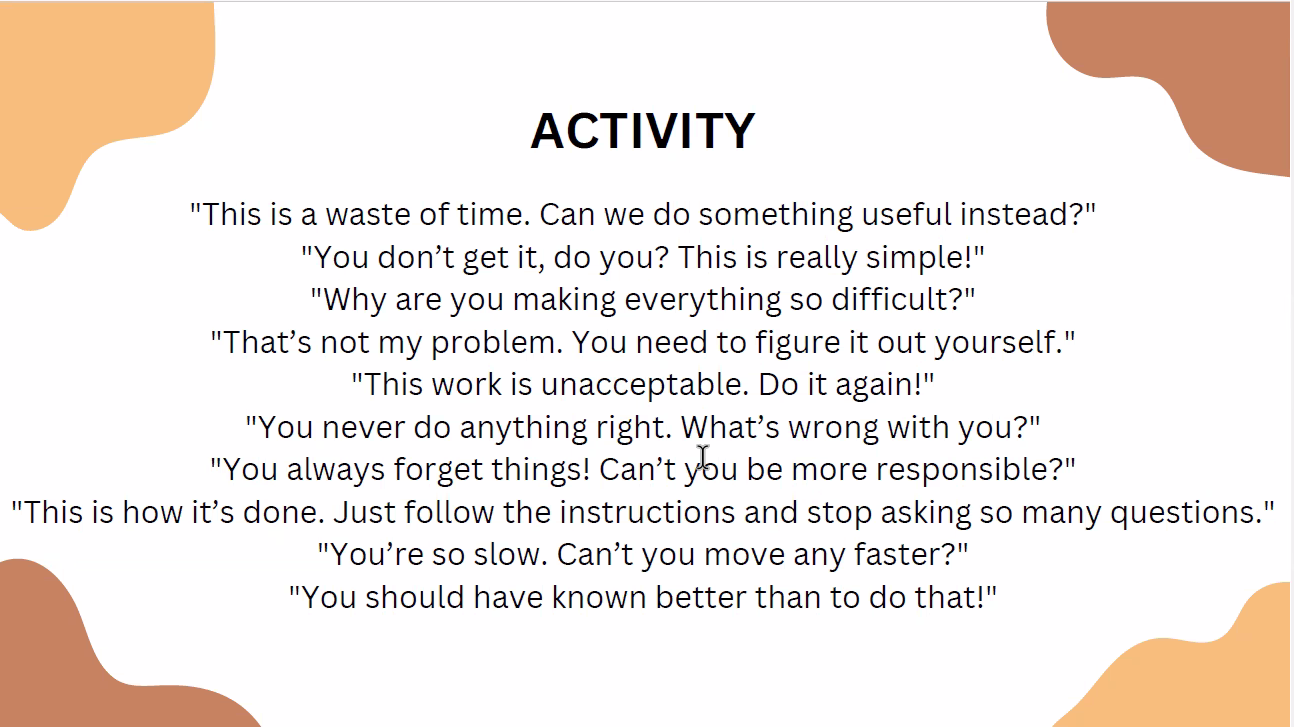 ACTIVITY
"This is a waste of time. Can we do something useful instead?"
"You don’t get it, do you? This is really simple!"
"Why are you making everything so difficult?"
"That’s not my problem. You need to figure it out yourself."
"This work is unacceptable. Do it again!"
"You never do anything right. What’s wrong with you?"
"You always forget things! Can’t you be more responsible?"
"This is how it’s done. Just follow the instructions and stop asking so many questions."
"You’re so slow. Can’t you move any faster?"
"You should have known better than to do that!"